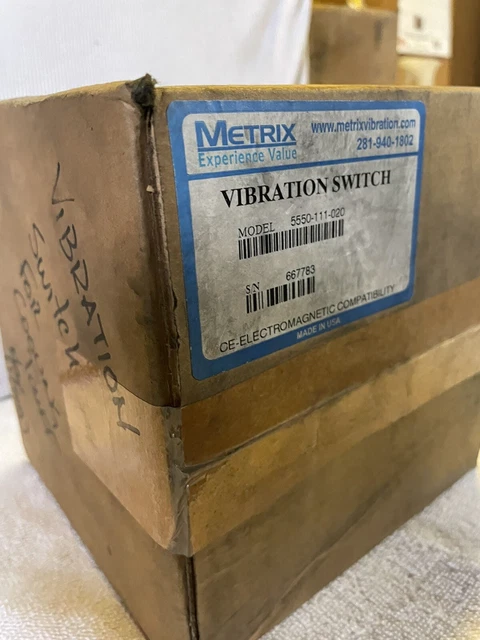 METRIX
Experience Value
www.metrixvibration.com
281-940-1802
VIBRATION SWITCH
MODEL 5550-111-020
S/N 667783
CE-ELECTROMAGNETIC COMPATIBILITY
MADE IN USA
VIBRATION
Switch
FOR